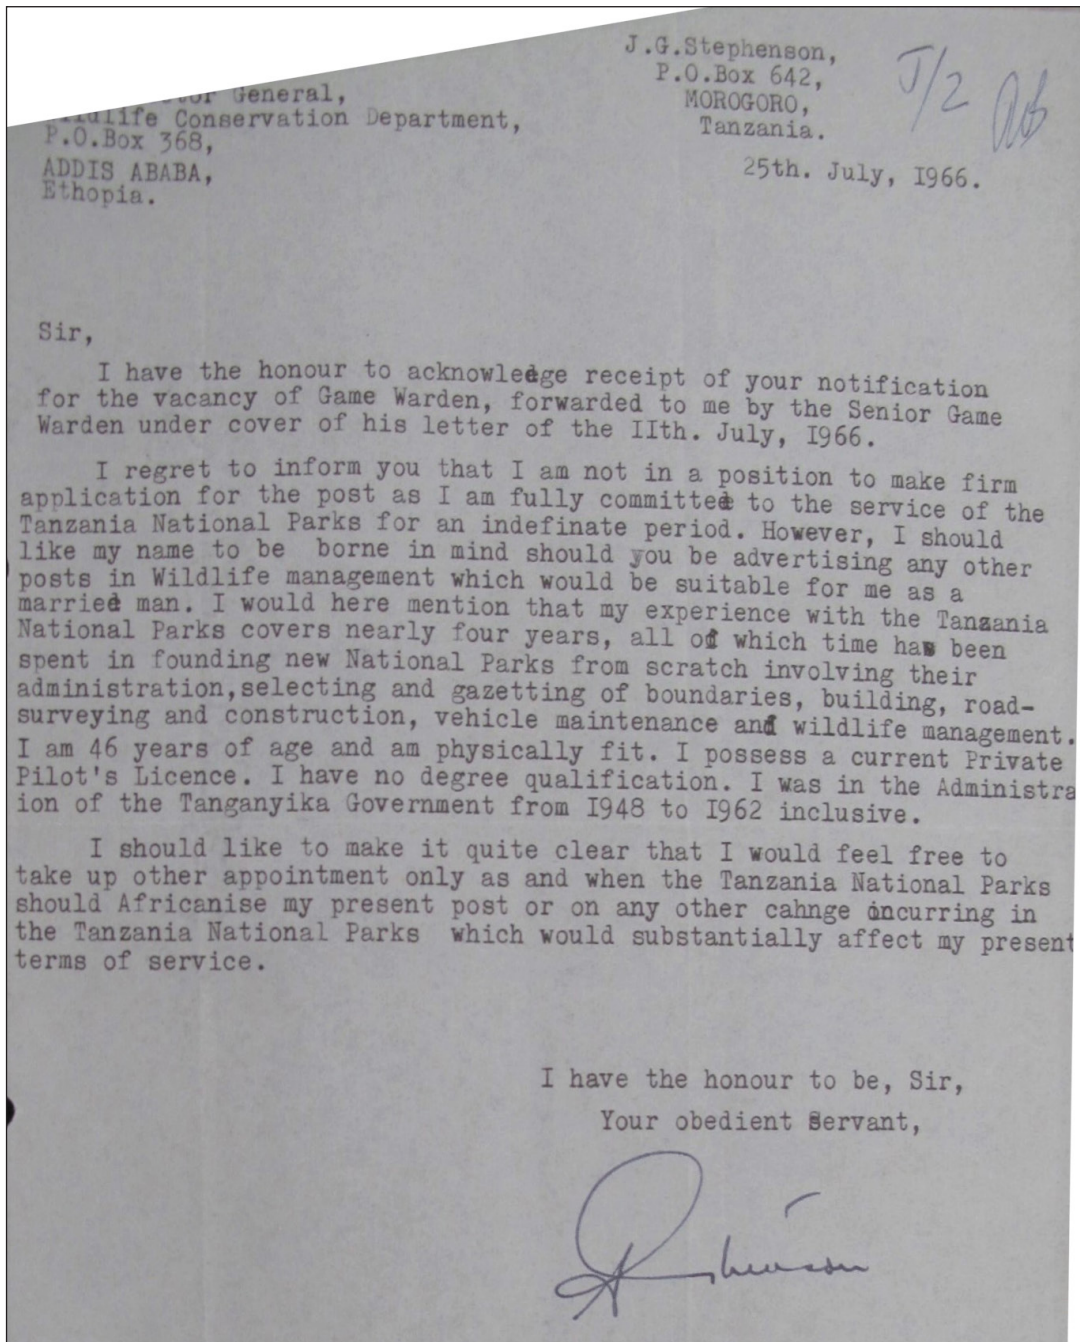 J.G.Stephenson,
P.O.Box 642,
MOROGORO,
Tanzania.
J/2
25th. July, I966.
General,
Wildlife Conservation Department,
P.O.Box 368,
ADDIS ABABA,
Ethopia.
Sir,
I have the honour to acknowledge receipt of your notification
for the vacancy of Game Warden, forwarded to me by the Senior Game
Warden under cover of his letter of the IIth. July, I966.
I regret to inform you that I am not in a position to make firm
application for the post as I am fully committed to the service of the
Tanzania National Parks for an indefinate period. However, I should
like my name to be borne in mind should you be advertising any other
posts in Wildlife management which would be suitable for me as a
married man. I would here mention that my experience with the Tanzania
National Parks covers nearly four years, all of which time has been
spent in founding new National Parks from scratch involving their
administration,selecting and gazetting of boundaries, building, road-
surveying and construction, vehicle maintenance and wildlife management.
I am 46 years of age and am physically fit. I possess a current Private
Pilot's Licence. I have no degree qualification. I was in the Administra
ion of the Tanganyika Government from I948 to I962 inclusive.
I should like to make it quite clear that I would feel free to
take up other appointment only as and when the Tanzania National Parks
should Africanise my present post or on any other cahnge oncurring in
the Tanzania National Parks which would substantially affect my present
terms of service.
I have the honour to be, Sir,
Your obedient Servant,